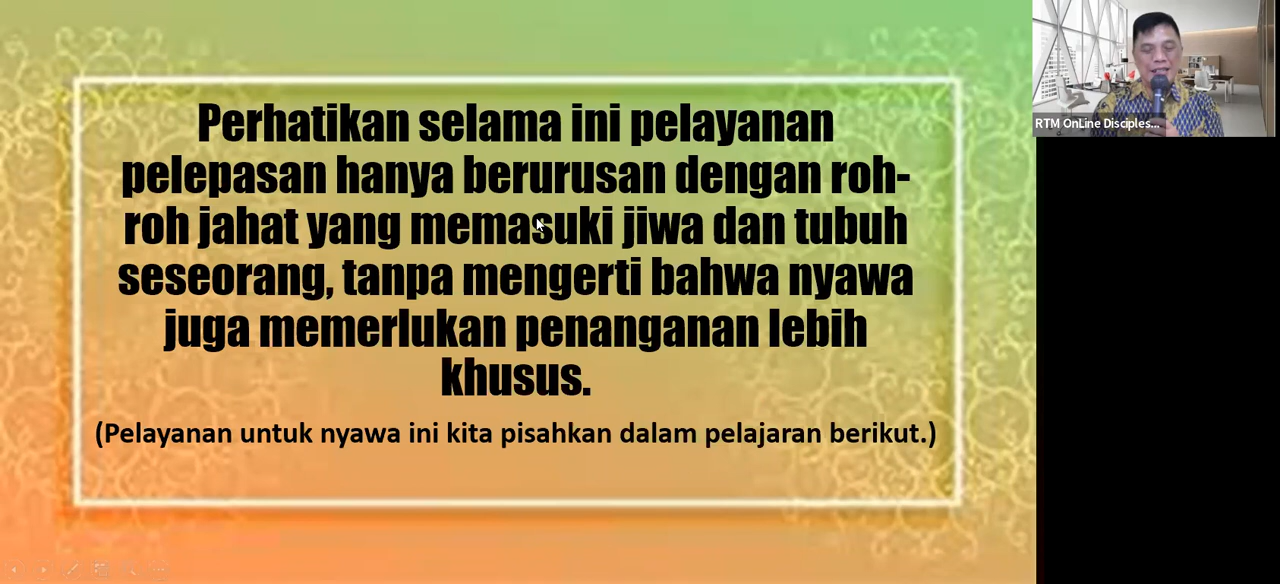 Perhatikan selama ini pelayanan
pelepasan hanya berurusan dengan roh-
roh jahat yang memasuki jiwa dan tubuh
seseorang, tanpa mengerti bahwa nyawa
juga memerlukan penanganan lebih
khusus.
(Pelayanan untuk nyawa ini kita pisahkan dalam pelajaran berikut.)
RTM OnLine Disciples...